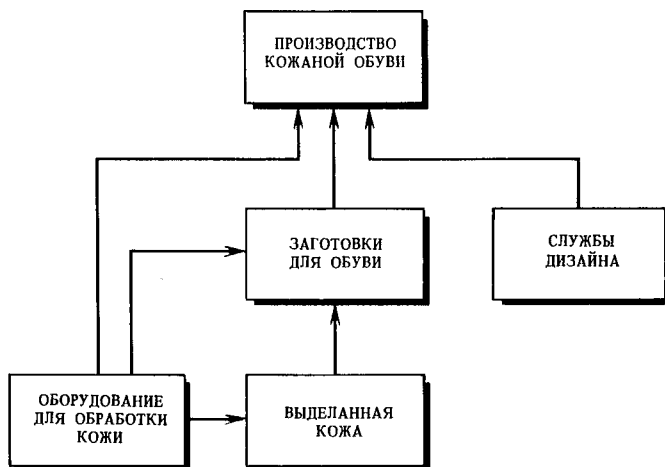 ПРОИЗВОДСТВО
КОЖАНОЙ ОБУВИ
ЗАГОТОВКИ
ДЛЯ ОБУВИ
СЛУЖБЫ
ДИЗАЙНА
ОБОРУДОВАНИЕ
ДЛЯ ОБРАБОТКИ
КОЖИ
ВЫДЕЛАННАЯ
КОЖА